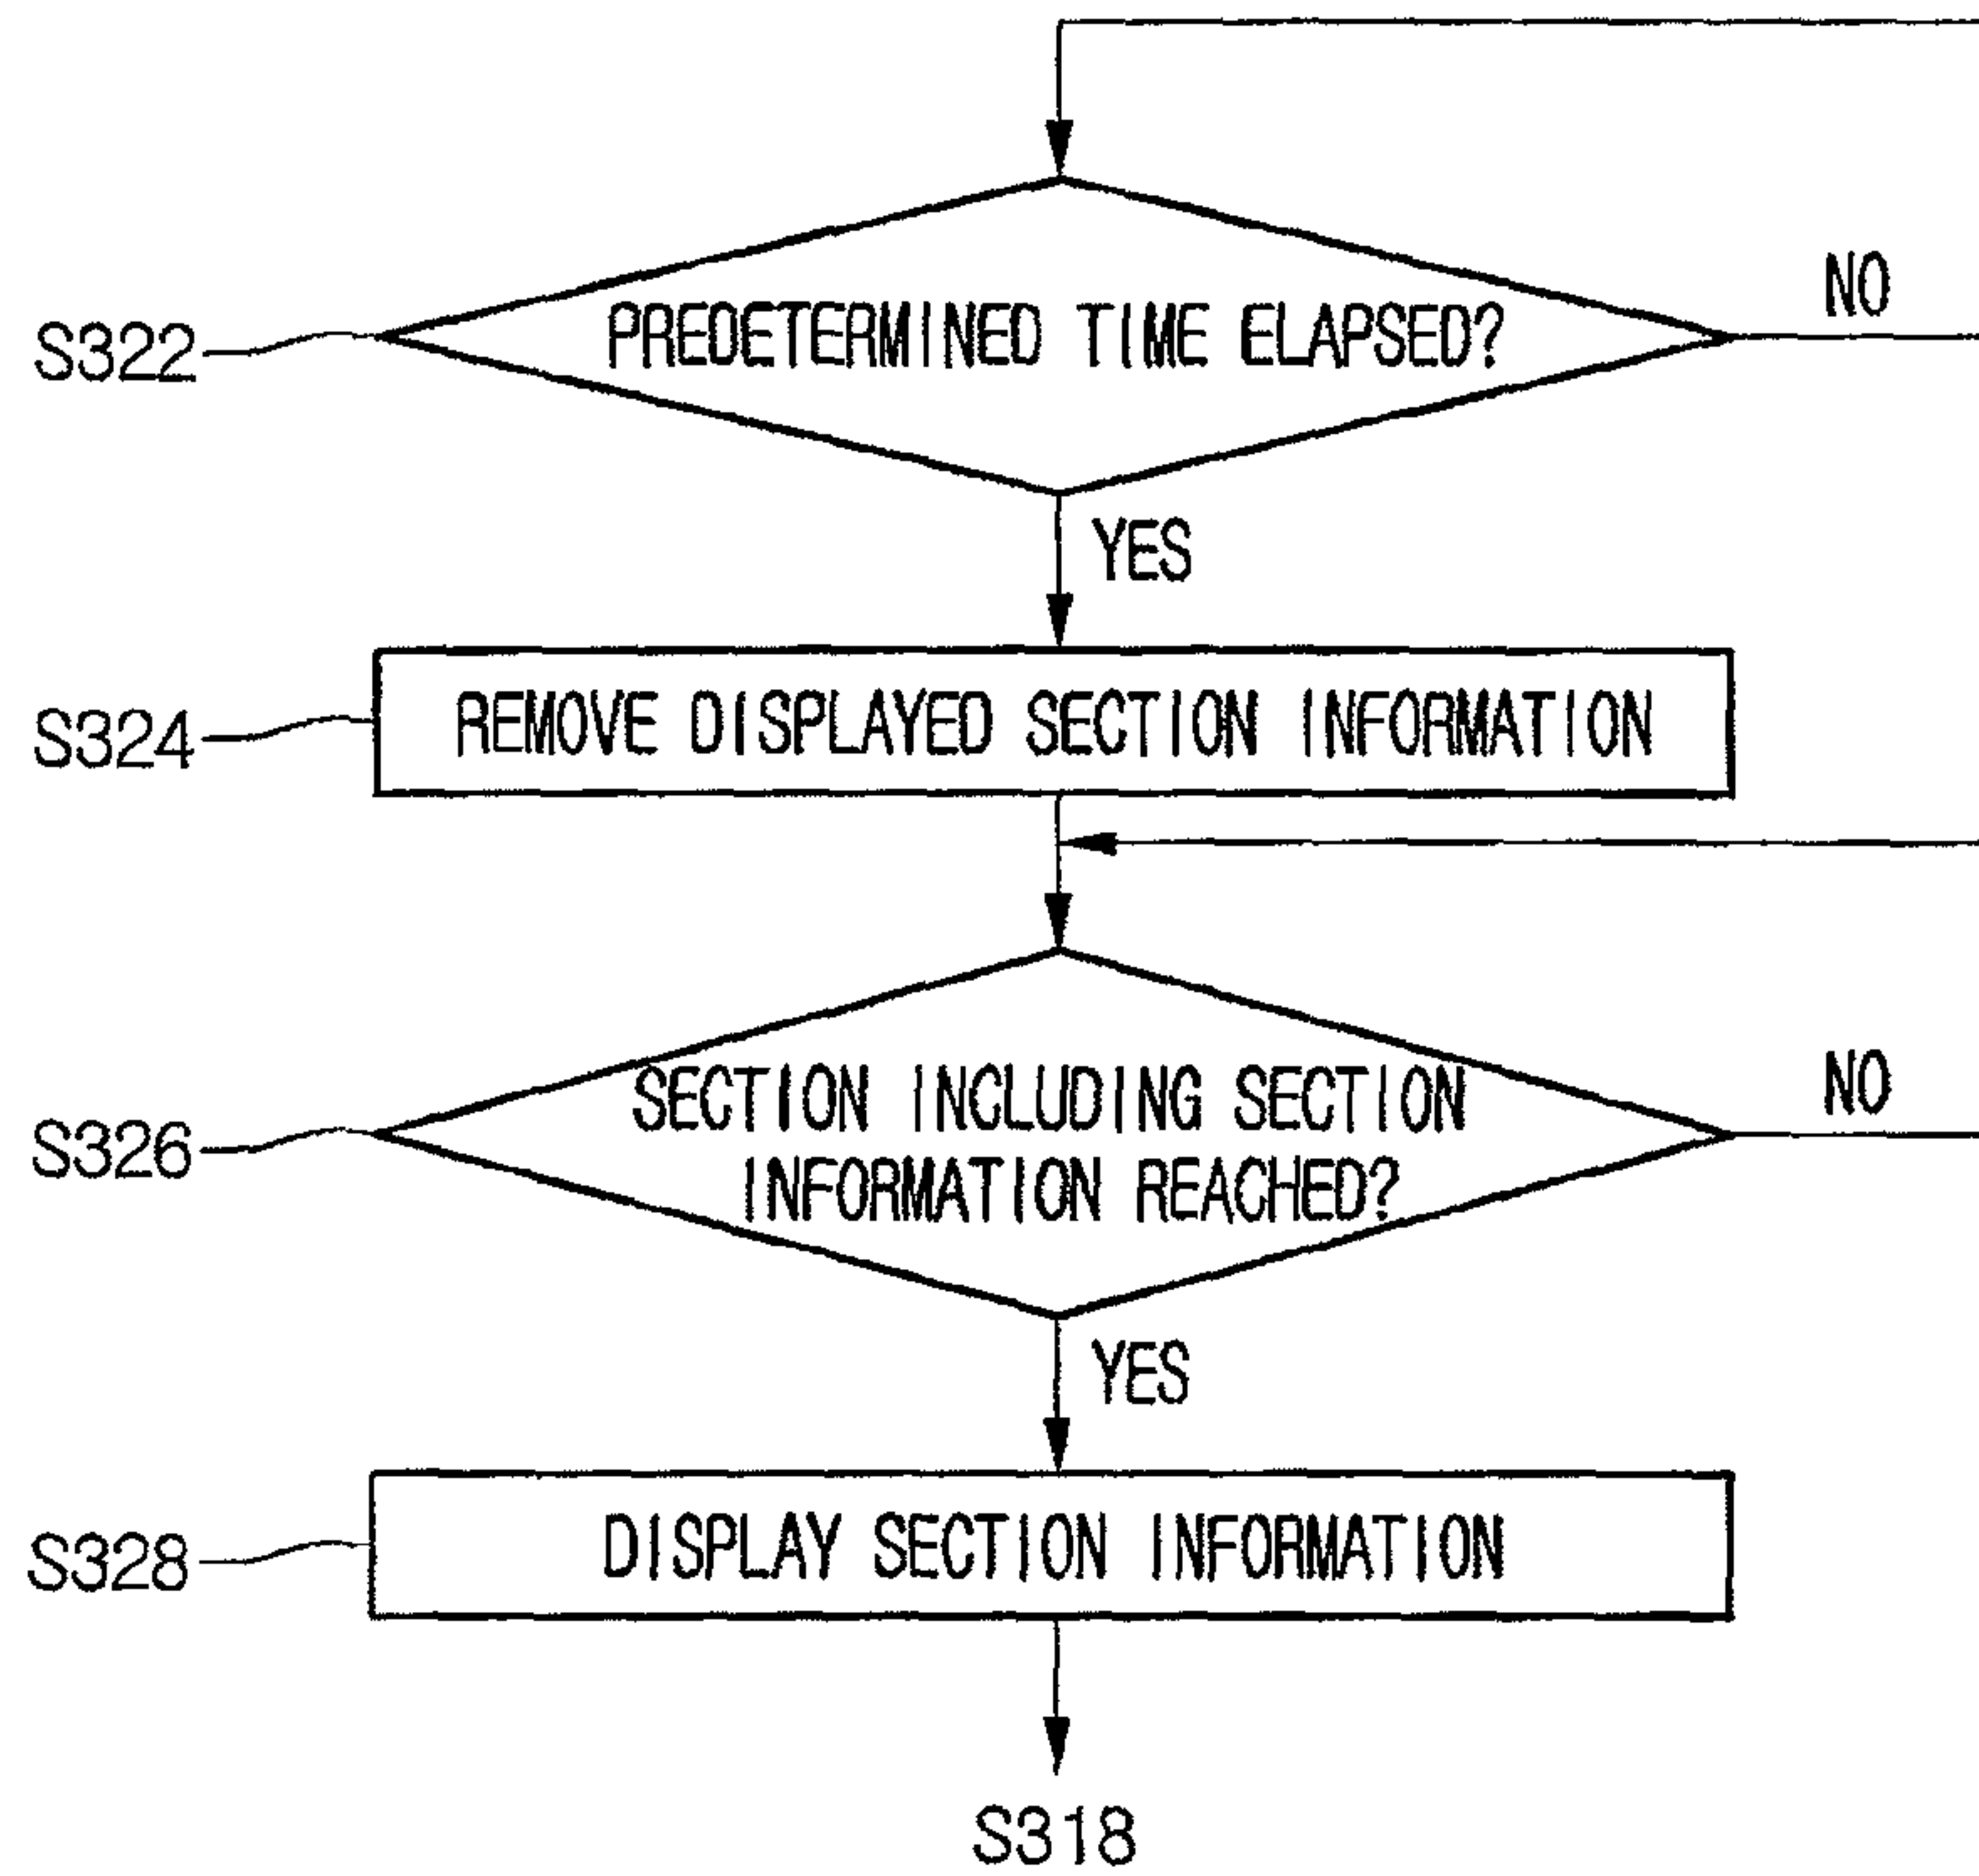 NO
S322
PREDETERMINED TIME ELAPSED?
YES
S324
REMOVE DISPLAYED SECTION INFORMATION
NO
S326
SECTION INCLUDING SECTION
INFORMATION REACHED?
YES
S328
DISPLAY SECTION INFORMATION
S318